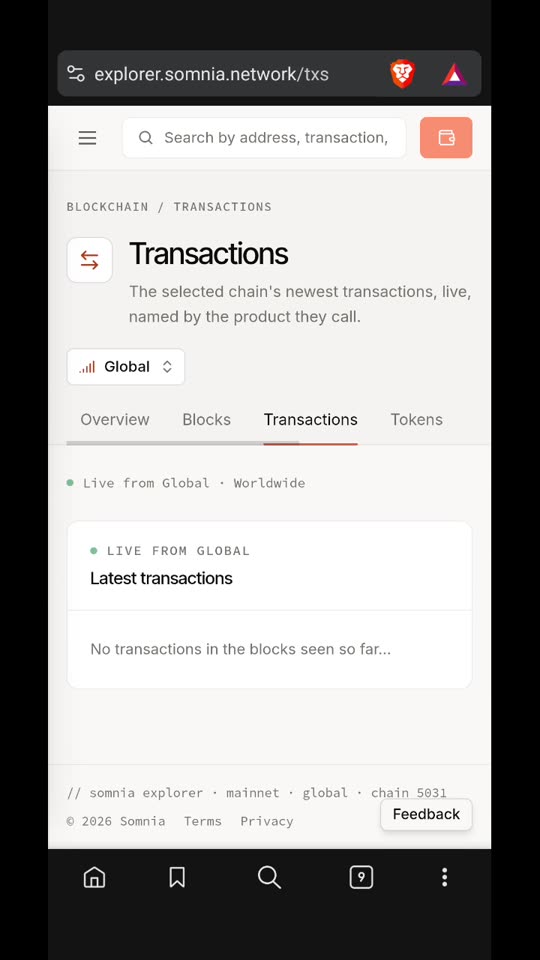 explorer.somnia.network/txs
Search by address, transaction,
BLOCKCHAIN / TRANSACTIONS
Transactions
The selected chain's newest transactions, live,
named by the product they call.
Global
Overview Blocks Transactions Tokens
Live from Global · Worldwide
LIVE FROM GLOBAL
Latest transactions
No transactions in the blocks seen so far...
// somnia explorer · mainnet · global · chain 5031
© 2026 Somnia Terms Privacy
Feedback
9